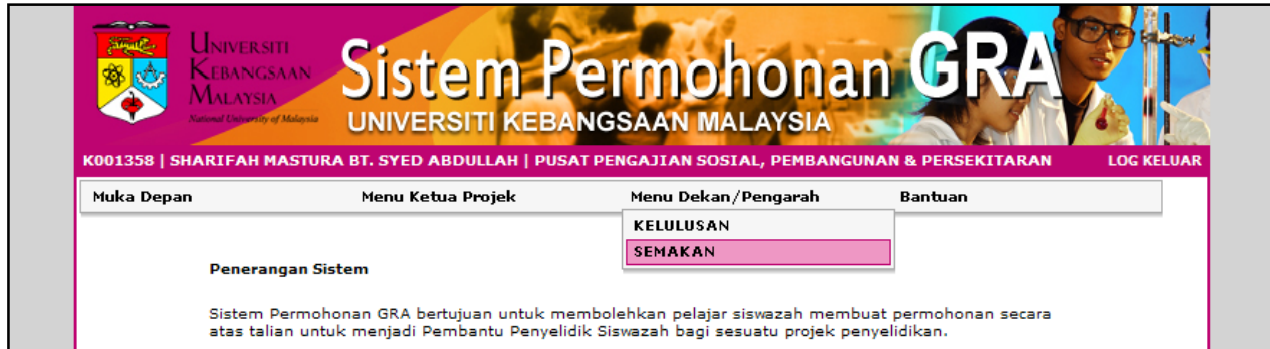 UNIVERSITI
KEBANGSAAN
MALAYSIA
National University of Malaysia
Sistem Permohonan GRA
UNIVERSITI KEBANGSAAN MALAYSIA
K001358 | SHARIFAH MASTURA BT. SYED ABDULLAH | PUSAT PENGAJIAN SOSIAL, PEMBANGUNAN & PERSEKITARAN LOG KELUAR
Muka Depan Menu Ketua Projek Menu Dekan/Pengarah Bantuan
KELULUSAN
SEMAKAN
Penerangan Sistem
Sistem Permohonan GRA bertujuan untuk membolehkan pelajar siswazah membuat permohonan secara
atas talian untuk menjadi Pembantu Penyelidik Siswazah bagi sesuatu projek penyelidikan.